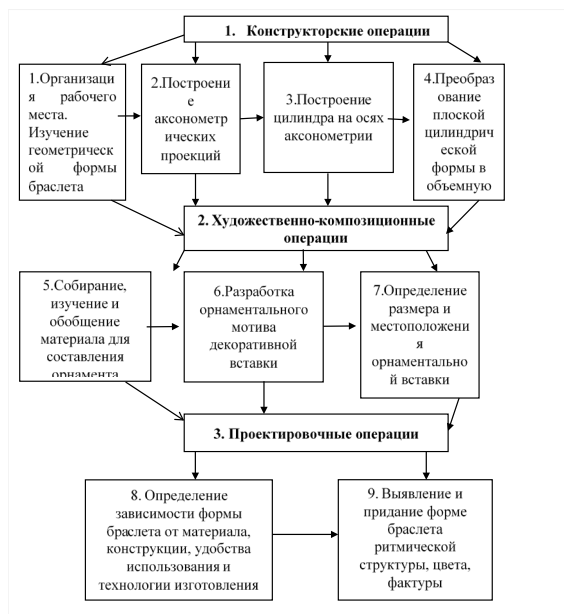 1. Конструкторские операции
1.Организаци
я рабочего
места.
Изучение
геометрическ
ой формы
браслета
2.Построени
е
аксонометр
ических
проекций
3.Построение
цилиндра на осях
аксонометрии
4.Преобраз
ование
плоской
цилиндрич
еской
формы в
объемную
2. Художественно-композиционные
операции
5.Собирание,
изучение и
обобщение
материала для
составления
орнамента
6.Разработка
орнаментального
мотива
декоративной
вставки
7.Определение
размера и
местоположени
я
орнаментально
й вставки
3. Проектировочные операции
8. Определение
зависимости формы
браслета от материала,
конструкции, удобства
использования и
технологии изготовления
9. Выявление и
придание форме
браслета
ритмической
структуры, цвета,
фактуры